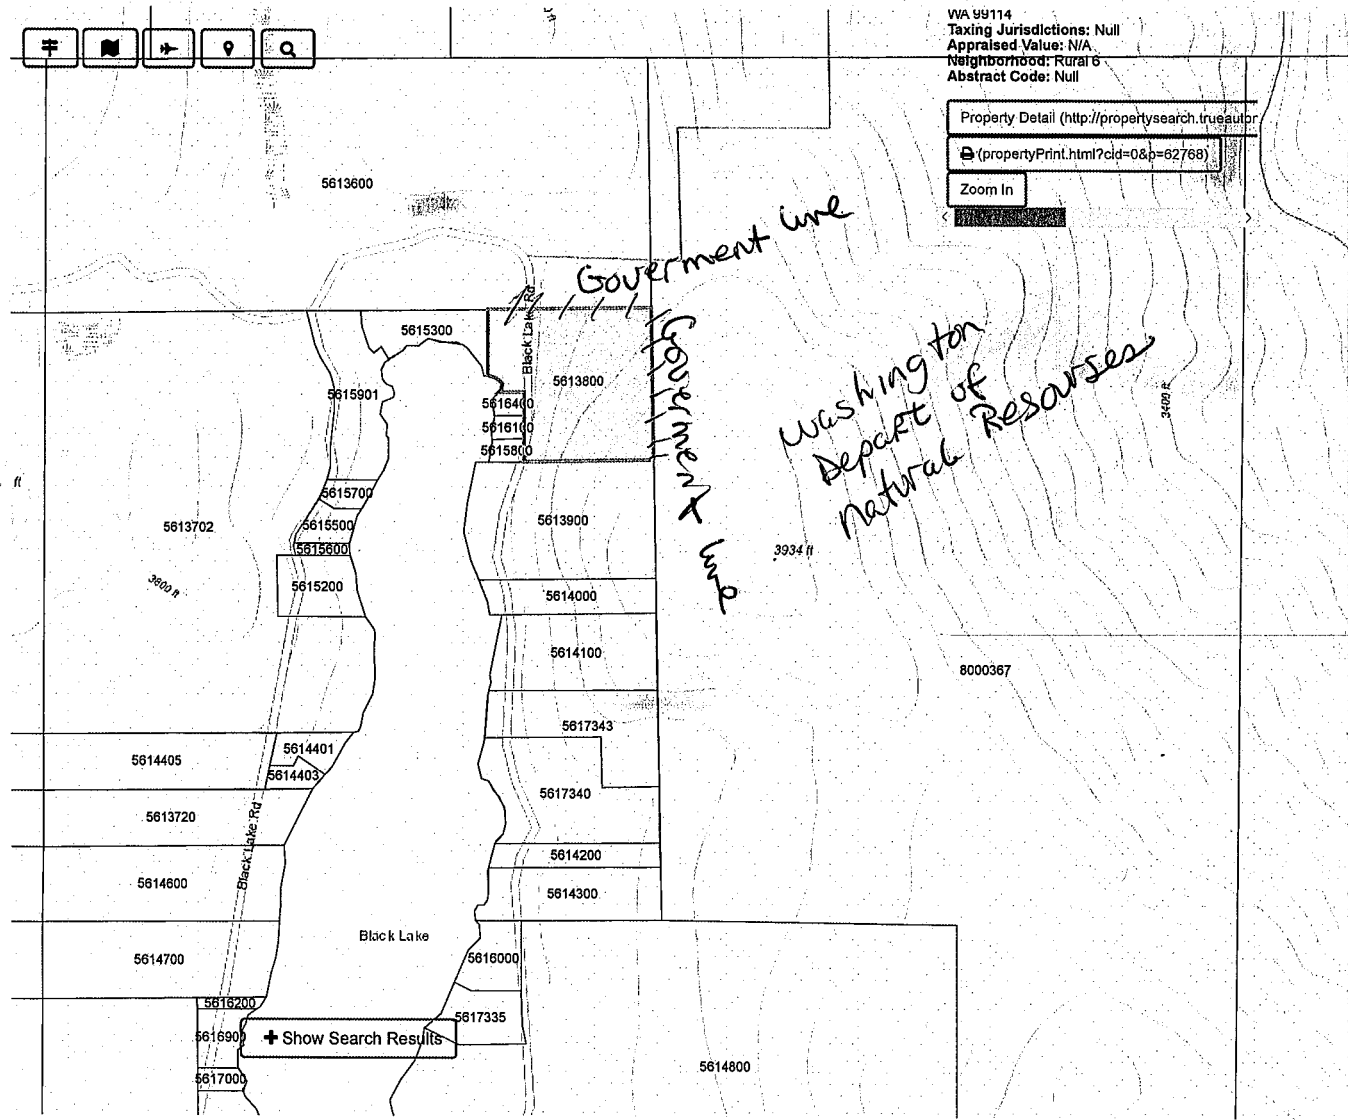 WA 99114
Taxing Jurisdictions: Null
Appraised Value: N/A
Neighborhood: Rural 6
Abstract Code: Null
Property Detail (http://propertysearch.trueautor
(propertyPrint.html?cid=0&p=62768)
Zoom In
5613600
Goverment line
Black Lake Rd
5615300
5613800
5615901
5616400
5616100
5615800
Goverment
Washington
Depart of
natural Resourses
3400 ft
ft
5615700
5613702
5615500
5613900
5615600
3934 ft
3800 ft
5615200
5614000
5614100
8000367
5617343
5614401
5614405
5614403
5617340
5613720
Black Lake Rd
5614200
5614600
5614300
Black Lake
5614700
5616000
5616200
5617335
5616900
Show Search Results
5614800
5617000